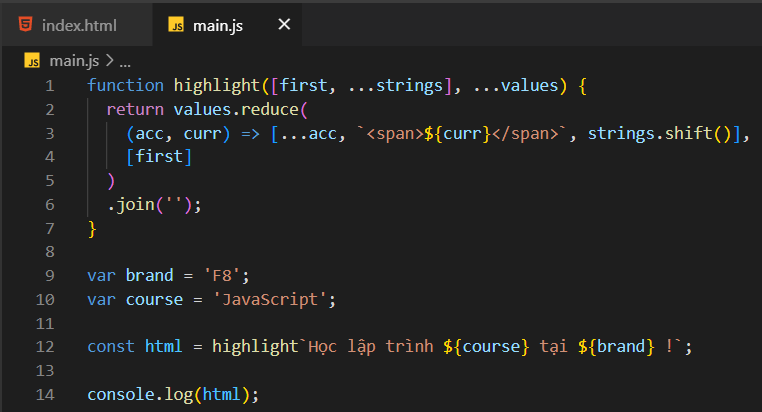 index.html main.js ×
main.js > ...
1 function highlight([first, ...strings], ...values) {
2   return values.reduce(
3     (acc, curr) => [...acc, `<span>${curr}</span>`, strings.shift()],
4     [first]
5   )
6   .join('');
7 }
8
9 var brand = 'F8';
10 var course = 'JavaScript';
11
12 const html = highlight`Học lập trình ${course} tại ${brand} !`;
13
14 console.log(html);